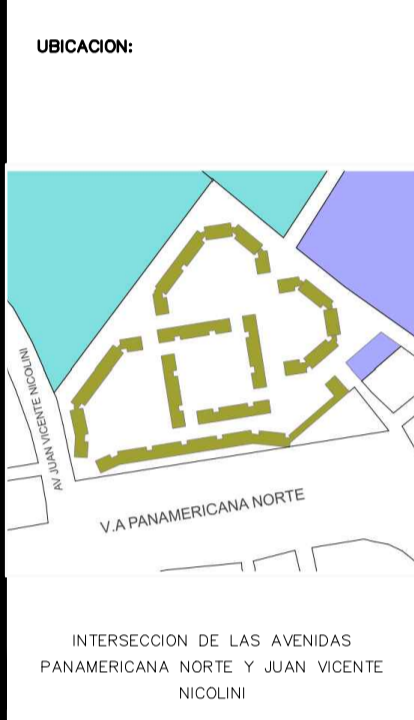 UBICACION:
AV JUAN VICENTE NICOLINI
V.A PANAMERICANA NORTE
INTERSECCION DE LAS AVENIDAS
PANAMERICANA NORTE Y JUAN VICENTE
NICOLINI